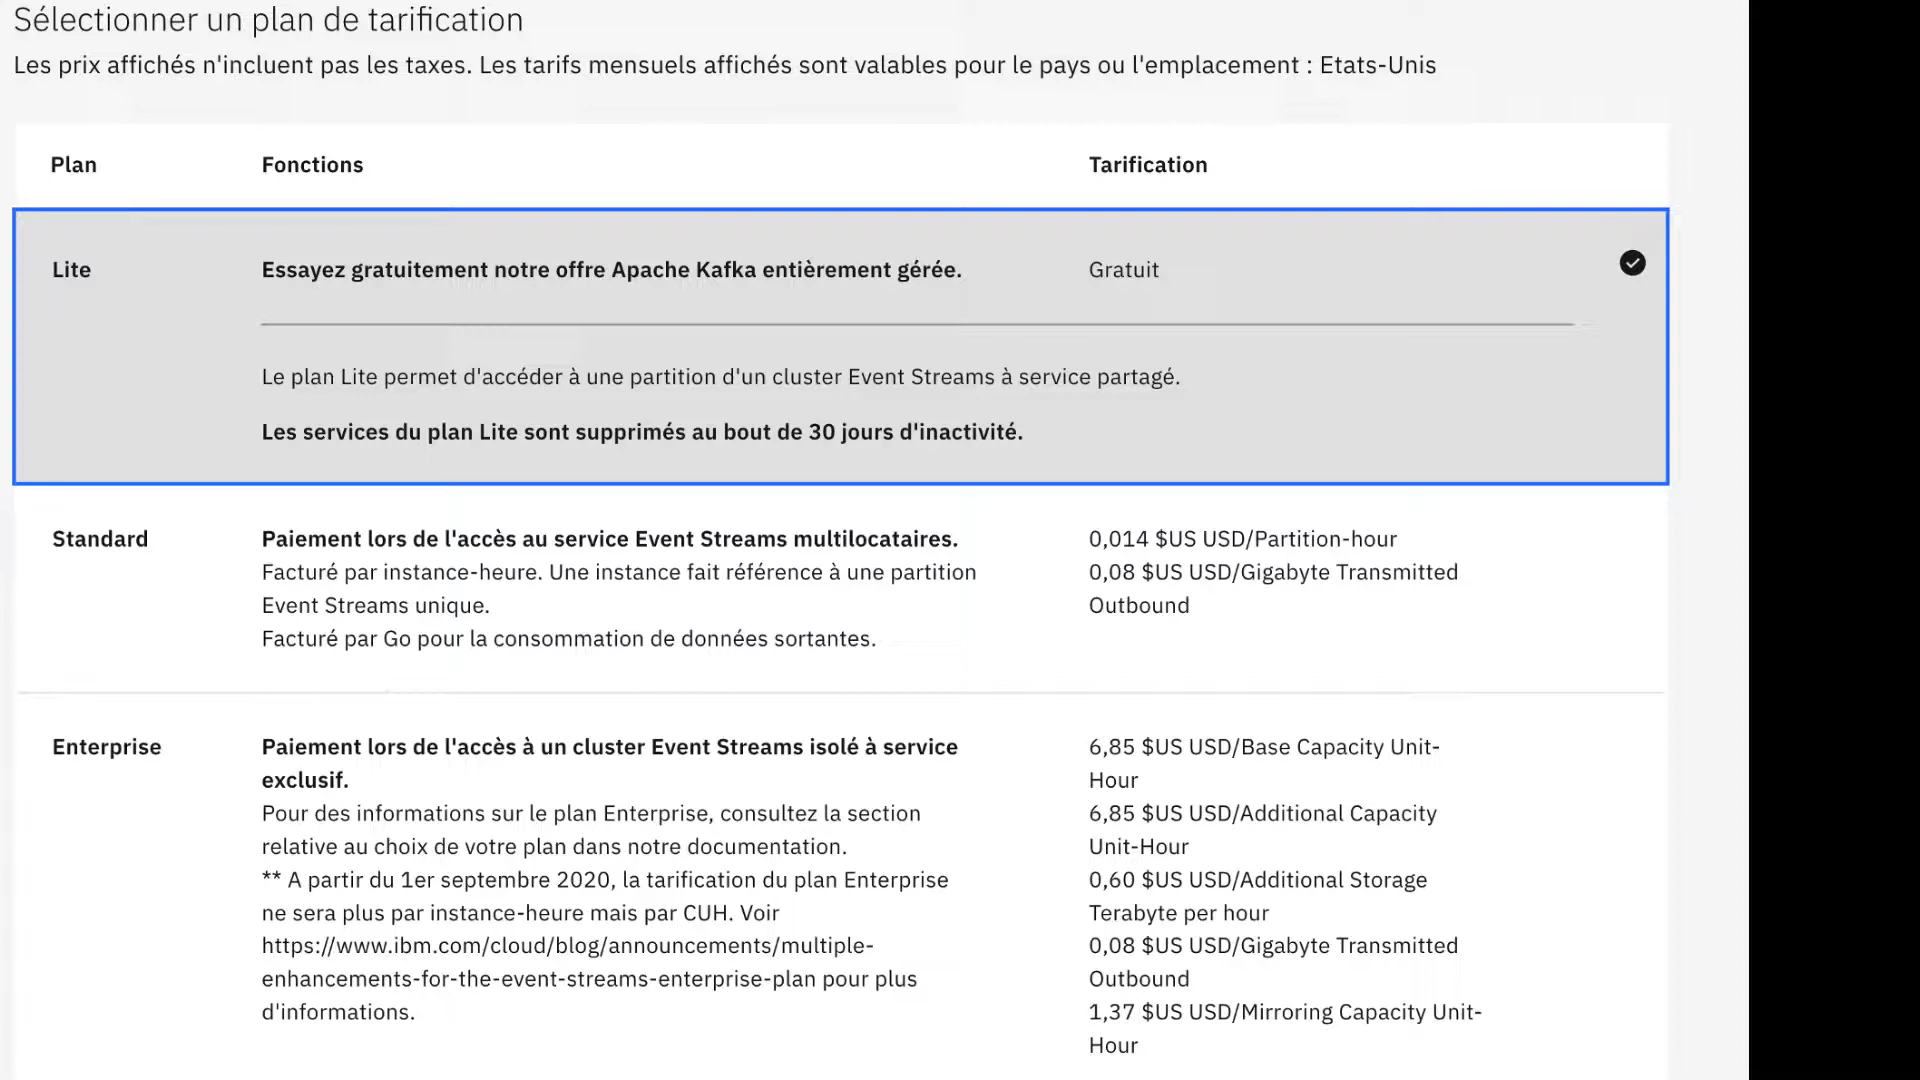 Sélectionner un plan de tarification
Les prix affichés n'incluent pas les taxes. Les tarifs mensuels affichés sont valables pour le pays ou l'emplacement : Etats-Unis
Plan
Fonctions
Tarification
Lite
Essayez gratuitement notre offre Apache Kafka entièrement gérée.
Gratuit
Le plan Lite permet d'accéder à une partition d'un cluster Event Streams à service partagé.
Les services du plan Lite sont supprimés au bout de 30 jours d'inactivité.
Standard
Paiement lors de l'accès au service Event Streams multilocataires.
Facturé par instance-heure. Une instance fait référence à une partition
Event Streams unique.
Facturé par Go pour la consommation de données sortantes.
0,014 $US USD/Partition-hour
0,08 $US USD/Gigabyte Transmitted
Outbound
Enterprise
Paiement lors de l'accès à un cluster Event Streams isolé à service
exclusif.
Pour des informations sur le plan Enterprise, consultez la section
relative au choix de votre plan dans notre documentation.
** A partir du 1er septembre 2020, la tarification du plan Enterprise
ne sera plus par instance-heure mais par CUH. Voir
https://www.ibm.com/cloud/blog/announcements/multiple-
enhancements-for-the-event-streams-enterprise-plan pour plus
d'informations.
6,85 $US USD/Base Capacity Unit-
Hour
6,85 $US USD/Additional Capacity
Unit-Hour
0,60 $US USD/Additional Storage
Terabyte per hour
0,08 $US USD/Gigabyte Transmitted
Outbound
1,37 $US USD/Mirroring Capacity Unit-
Hour